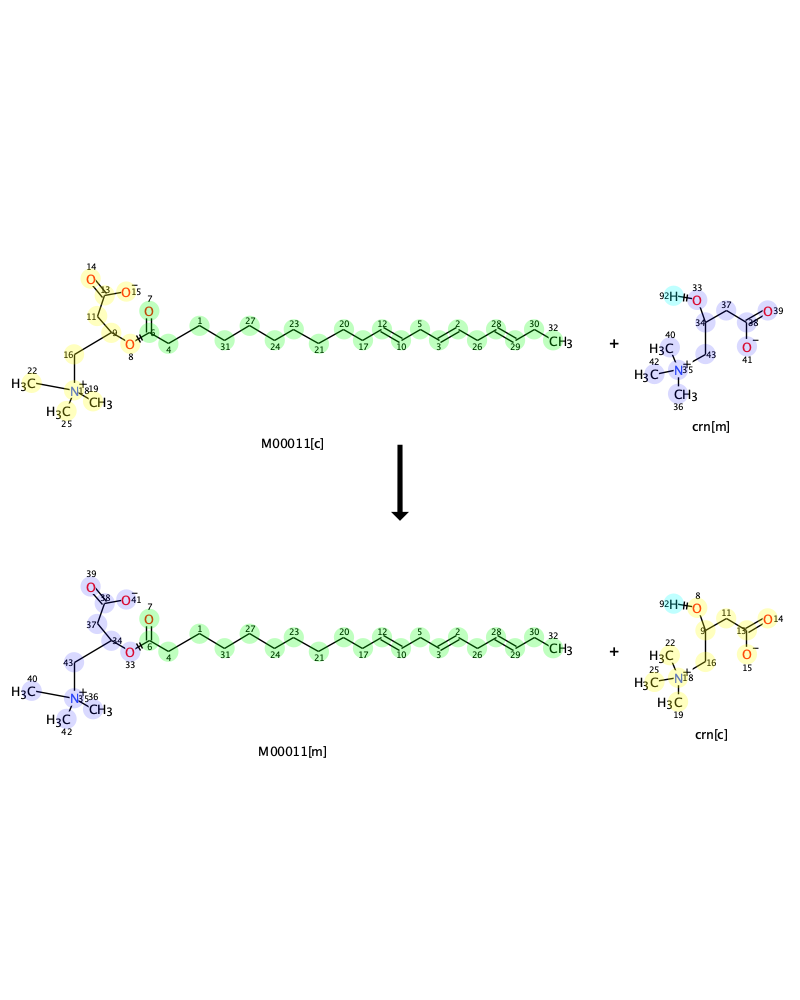 14
O 13 O− 15
11 7
O
9 O 6 1 27 23 20 12 5 2 28 30 32
8 4 31 24 21 17 10 3 26 29 CH3
16
22
H3C N+ 18 19 CH3
H3C
25
M00011[c]
+
92 H O 33 37 O 39
34 38
40 O− 41
H3C 43
42 H3C N+ 35
CH3
36
crn[m]
39
O 38 O− 41
37 7
O
34 O 6 1 27 23 20 12 5 2 28 30 32
33 4 31 24 21 17 10 3 26 29 CH3
43
40
H3C N+ 35 36 CH3
H3C
42
M00011[m]
+
92 H O 8 11 O 14
9 13
22 O− 15
H3C 16
25 H3C N+ 18
H3C
19
crn[c]